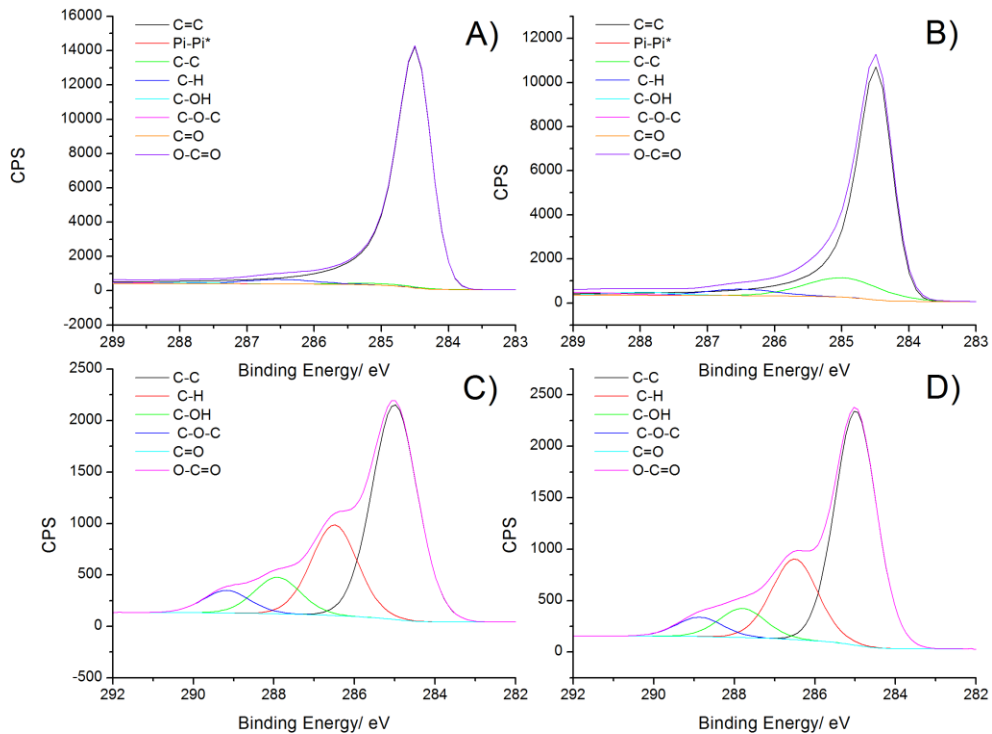 A)
C=C
Pi-Pi*
C-C
C-H
C-OH
C-O-C
C=O
O-C=O
16000
14000
12000
10000
8000
6000
4000
2000
0
-2000
CPS
289 288 287 286 285 284 283
Binding Energy/ eV
B)
C=C
Pi-Pi*
C-C
C-H
C-OH
C-O-C
C=O
O-C=O
12000
10000
8000
6000
4000
2000
0
CPS
289 288 287 286 285 284 283
Binding Energy/ eV
C)
C-C
C-H
C-OH
C-O-C
C=O
O-C=O
2500
2000
1500
1000
500
0
-500
CPS
292 290 288 286 284 282
Binding Energy/ eV
D)
C-C
C-H
C-OH
C-O-C
C=O
O-C=O
2500
2000
1500
1000
500
0
CPS
292 290 288 286 284 282
Binding Energy/ eV